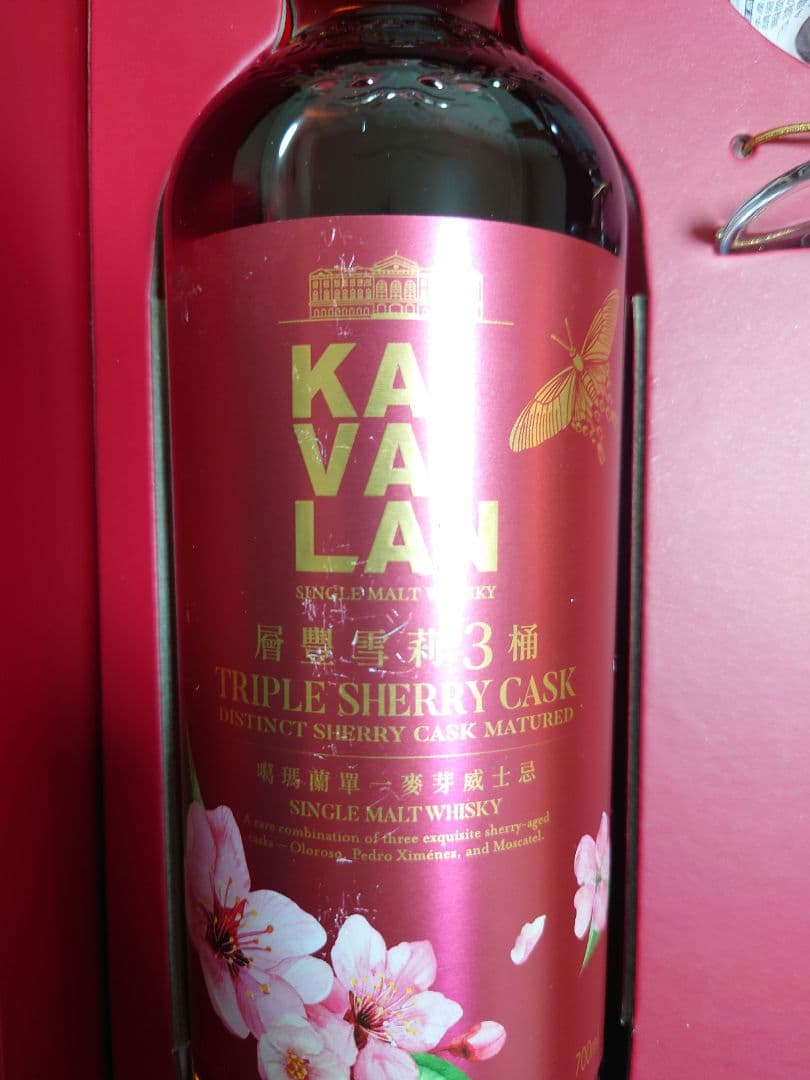 KA
VA
LAN
SINGLE MALT WHISKY
層豐雪莉3桶
TRIPLE SHERRY CASK
DISTINCT SHERRY CASK MATURED
噶瑪蘭單一麥芽威士忌
SINGLE MALT WHISKY
A rare combination of three exquisite sherry-aged
casks – Oloroso, Pedro Ximénez, and Moscatel.